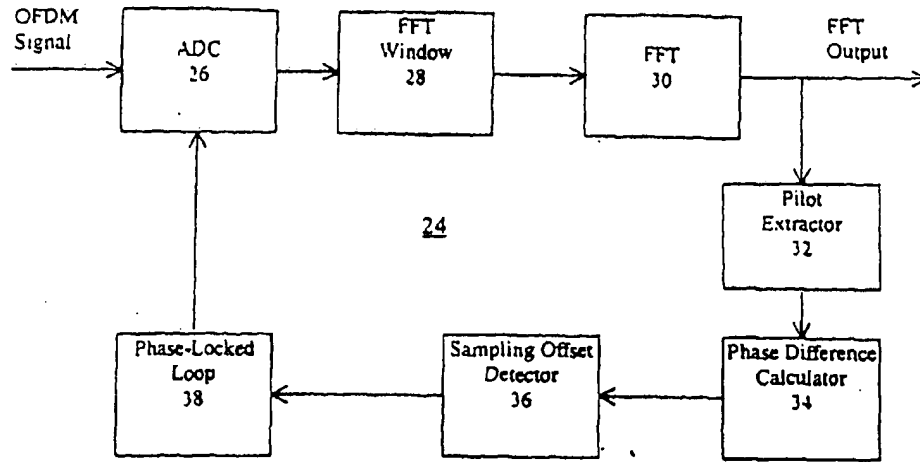 OFDM
Signal
ADC
26
FFT
Window
28
FFT
30
FFT
Output
Pilot
Extractor
32
24
Phase-Locked
Loop
38
Sampling Offset
Detector
36
Phase Difference
Calculator
34